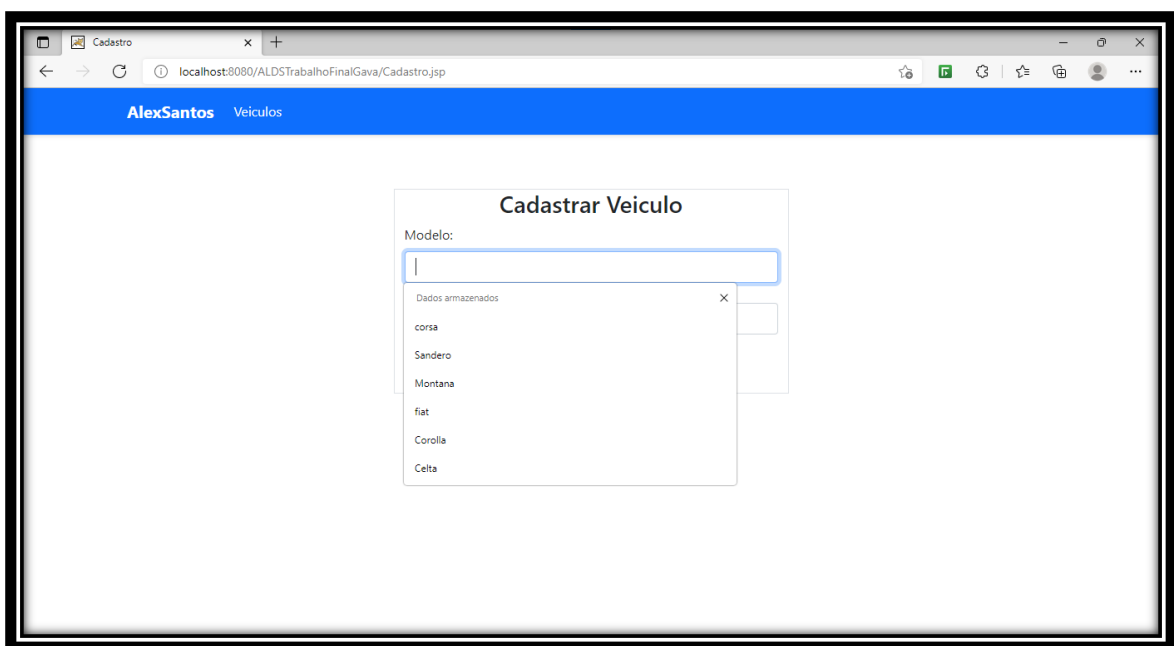 Cadastro
localhost:8080/ALDSTrabalhoFinalGava/Cadastro.jsp
AlexSantos Veiculos
Cadastrar Veiculo
Modelo:
Dados armazenados
corsa
Sandero
Montana
fiat
Corolla
Celta